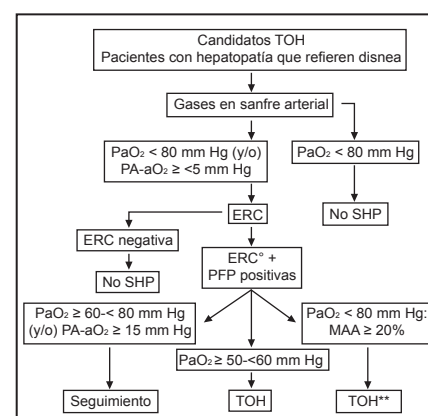 Candidatos TOH
Pacientes con hepatopatía que refieren disnea
Gases en sanfre arterial
PaO₂ < 80 mm Hg (y/o)
PA-aO₂ ≥ <5 mm Hg
PaO₂ < 80 mm Hg
ERC
No SHP
ERC negativa
ERC° +
PFP positivas
No SHP
PaO₂ ≥ 60-< 80 mm Hg
(y/o) PA-aO₂ ≥ 15 mm Hg
PaO₂ < 80 mm Hg:
MAA ≥ 20%
PaO₂ ≥ 50-<60 mm Hg
Seguimiento
TOH
TOH**